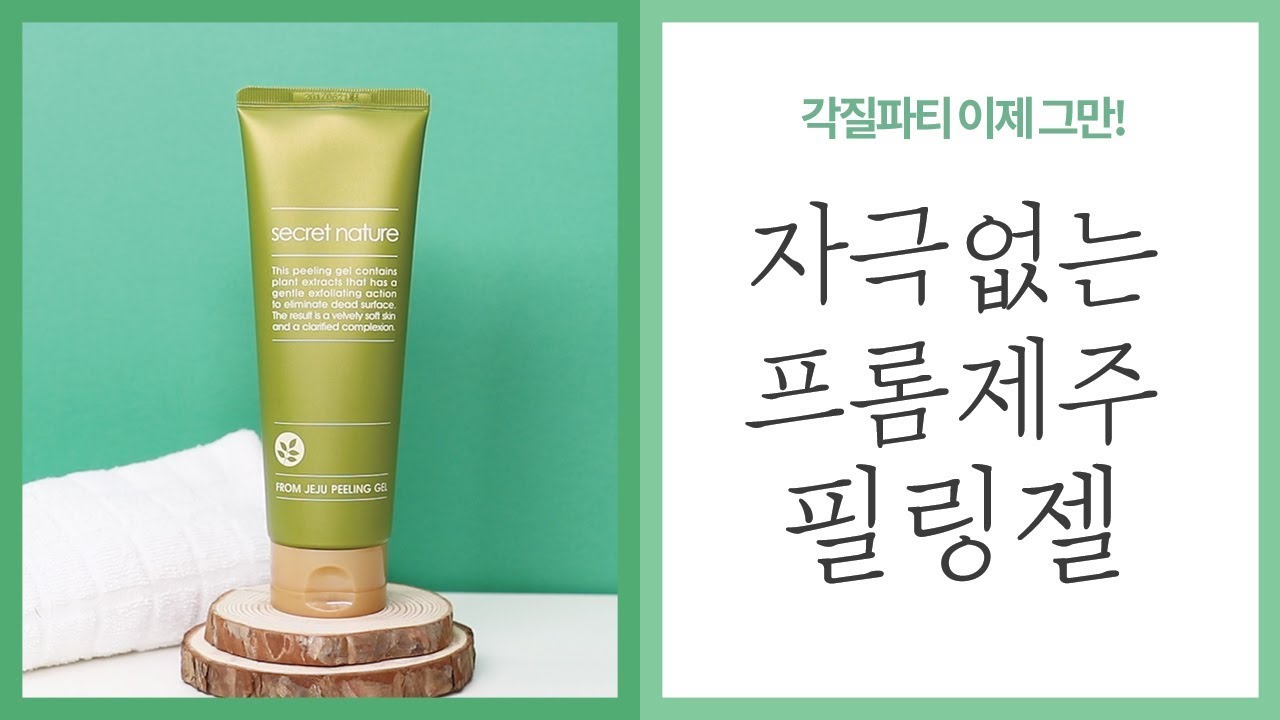 secret nature
This peeling gel contains
plant extracts that has a
gentle exfoliating action
to eliminate dead surface.
The result is a velvety soft skin
and a clarified complexion.
FROM JEJU PEELING GEL
각질파티 이제 그만!
자극없는
프롬제주
필링젤